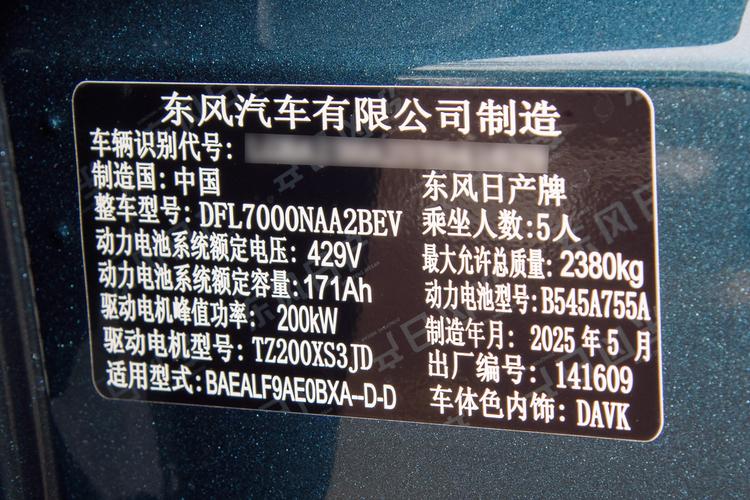 东风汽车有限公司制造
车辆识别代号:
制造国: 中国
东风日产牌
整车型号: DFL7000NAA2BEV
乘坐人数: 5人
动力电池系统额定电压: 429V
最大允许总质量: 2380kg
动力电池系统额定容量: 171Ah
动力电池型号: B545A755A
驱动电机峰值功率: 200kW
制造年月: 2025年5月
驱动电机型号: TZ200XS3JD
出厂编号: 141609
适用型式: BAEALF9AE0BXA--D-D
车体色内饰: DAVK